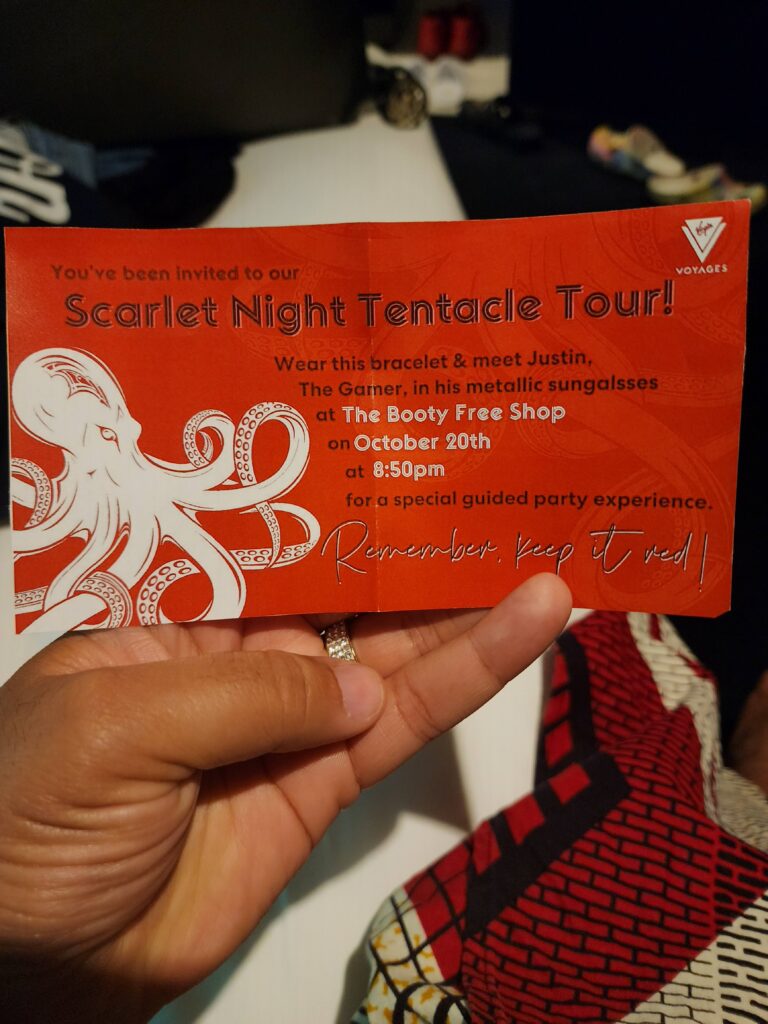 Virgin
VOYAGES
You've been invited to our
Scarlet Night Tentacle Tour!
Wear this bracelet & meet Justin,
The Gamer, in his metallic sungalsses
at The Booty Free Shop
on October 20th
at 8:50pm
for a special guided party experience.
Remember, keep it red!